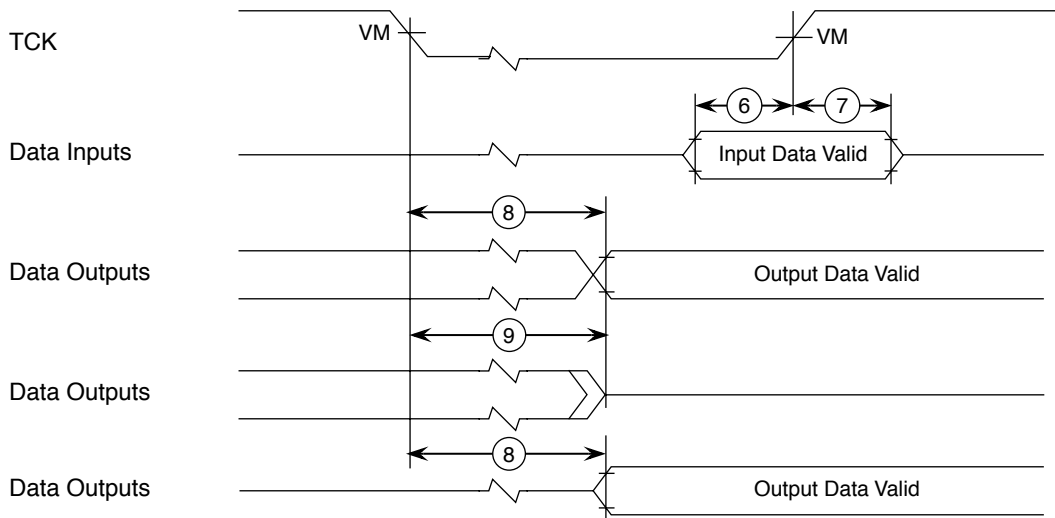 TCK
VM
VM
6
7
Data Inputs
Input Data Valid
8
Data Outputs
Output Data Valid
9
Data Outputs
8
Data Outputs
Output Data Valid